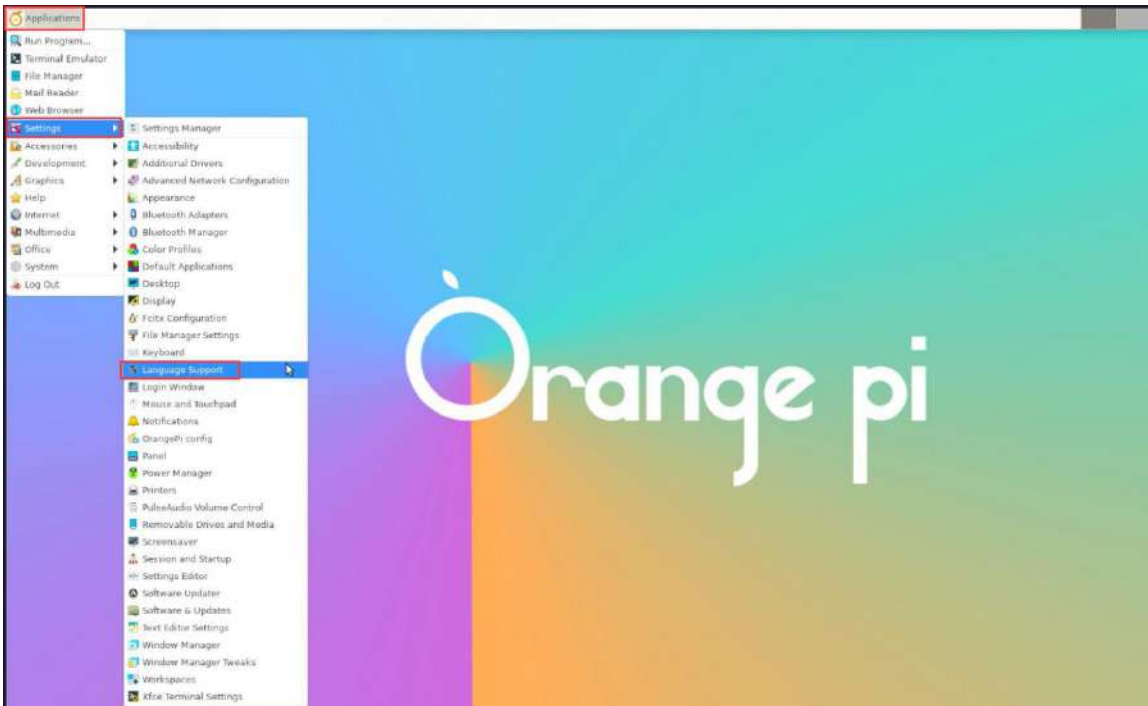 Applications
Run Program...
Terminal Emulator
File Manager
Mail Reader
Web Browser
Settings
Accessories
Development
Graphics
Help
Internet
Multimedia
Office
System
Log Out
Settings Manager
Accessibility
Additional Drivers
Advanced Network Configuration
Appearance
Bluetooth Adapters
Bluetooth Manager
Color Profiles
Default Applications
Desktop
Display
Fcitx Configuration
File Manager Settings
Keyboard
Language Support
Login Window
Mouse and Touchpad
Notifications
OrangePi config
Panel
Power Manager
Printers
PulseAudio Volume Control
Removable Drives and Media
Screensaver
Session and Startup
Settings Editor
Software Updater
Software & Updates
Text Editor Settings
Window Manager
Window Manager Tweaks
Workspaces
Xfce Terminal Settings
Orange pi